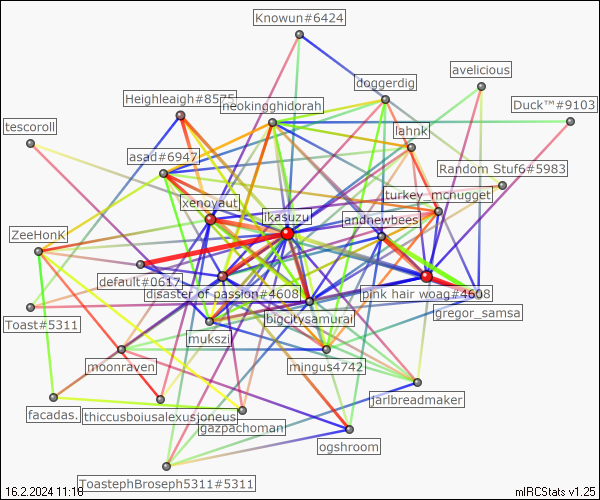 Knowun#6424
doggerdig
avelicious
Heighleaigh#8575
neokingghidorah
Duck™#9103
tescoroll
lahnk
asad#6947
Random Stuf6#5983
xenoyaut
turkey_mcnugget
ikasuzu
andnewbees
ZeeHonK
default#0617
disaster of passion#4608
pink hair woag#4608
Toast#5311
bigcitysamurai
gregor_samsa
mukszi
moonraven
mingus4742
jarlbreadmaker
facadas.
thiccusboiusalexusjoneus
gazpachoman
ogshroom
ToastephBroseph5311#5311
16.2.2024 11:16
mIRCStats v1.25